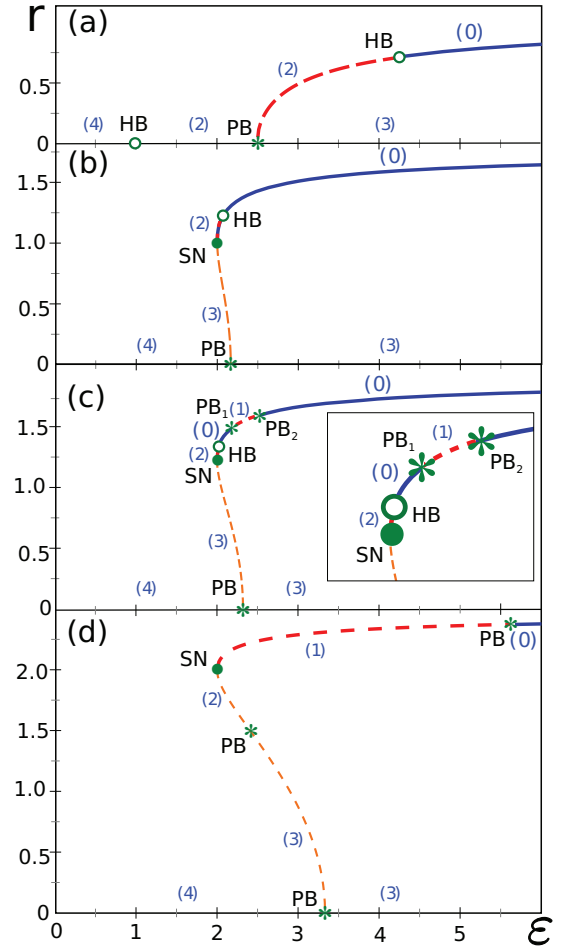 r
(a)
HB
(0)
(2)
0.5
(4)
HB
(2)
PB
(3)
0
(b)
(0)
1.5
(2)
HB
1.0
SN
(3)
0.5
(4)
PB
(3)
0
(c)
(0)
PB1
(1)
1.5
(0)
PB2
HB
(2)
SN
1.0
(3)
0.5
(4)
PB
(3)
0
PB1
(1)
(0)
PB2
(2)
HB
SN
(d)
PB
(0)
SN
(1)
2.0
(2)
1.5
PB
1.0
(3)
0.5
(4)
PB
(3)
0
0 1 2 3 4 5 ε